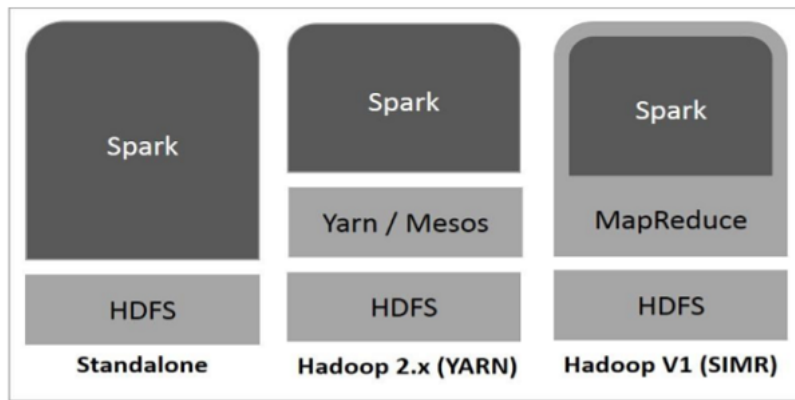 Spark
HDFS
Standalone
Spark
Yarn / Mesos
HDFS
Hadoop 2.x (YARN)
Spark
MapReduce
HDFS
Hadoop V1 (SIMR)